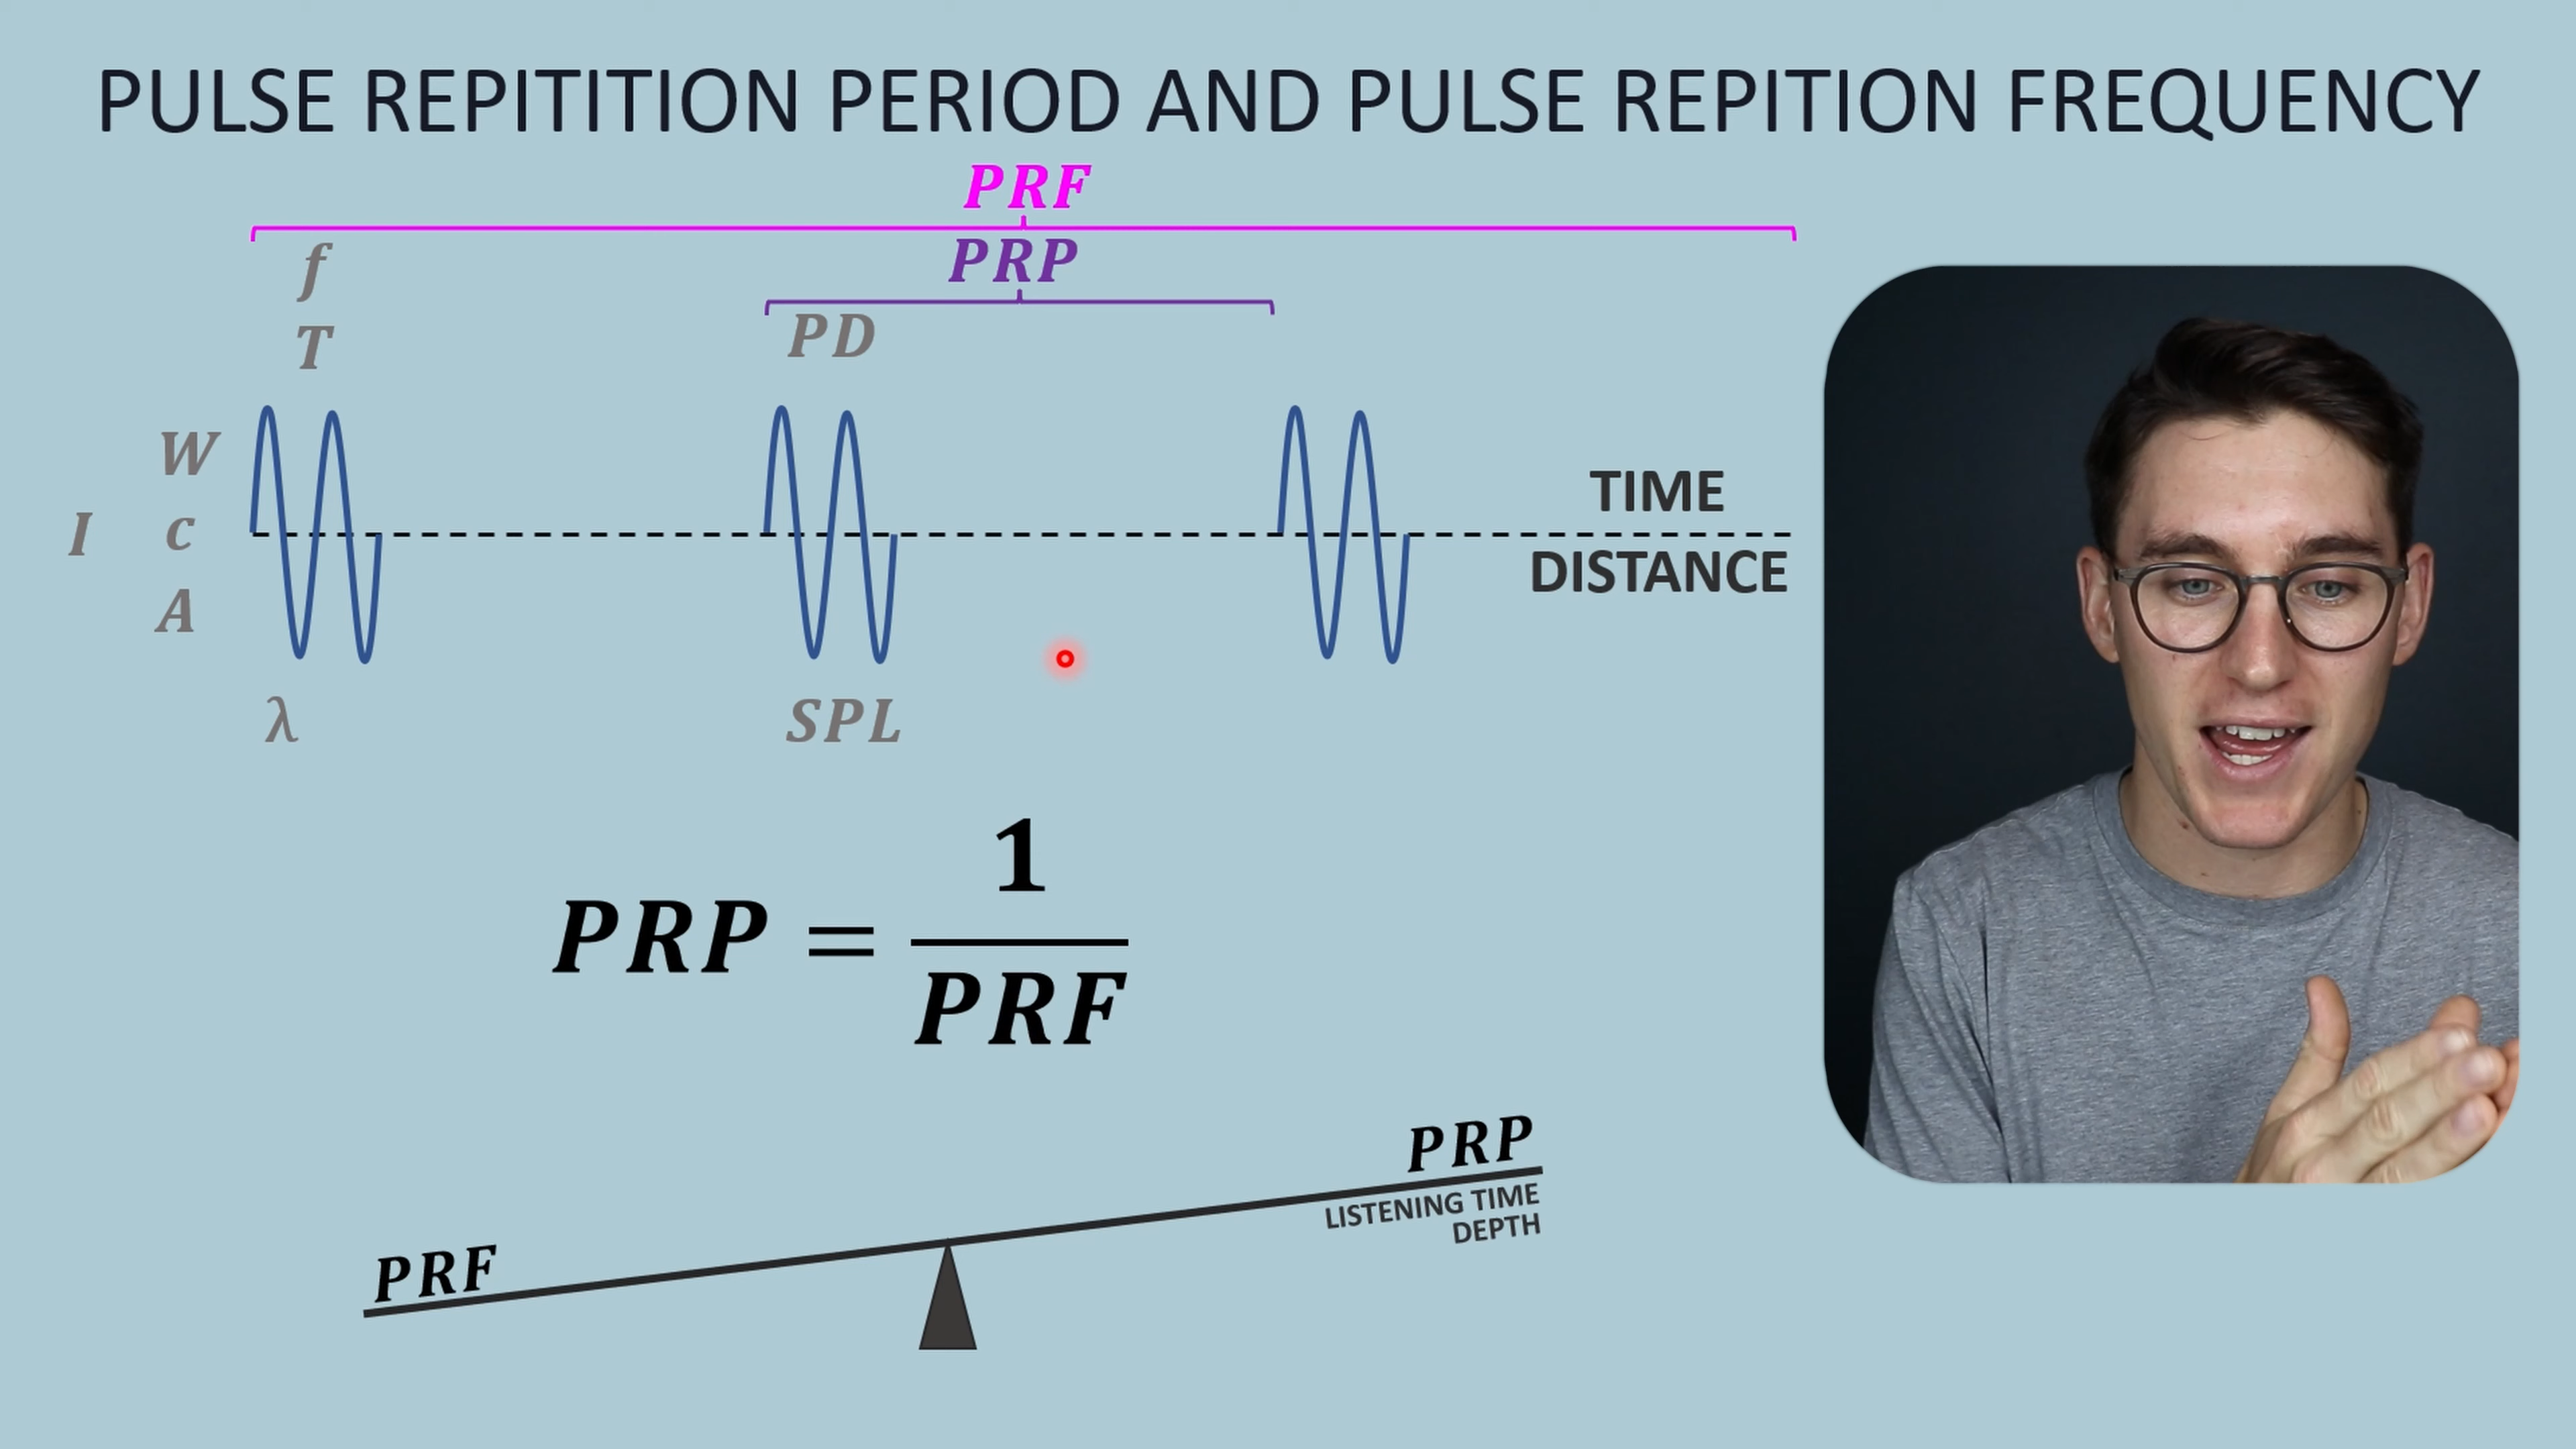 PULSE REPITITION PERIOD AND PULSE REPITION FREQUENCY
PRF
f
PRP
T
PD
W
TIME
I
c
DISTANCE
A
λ
SPL
PRP = 1 / PRF
PRP
LISTENING TIME
DEPTH
PRF